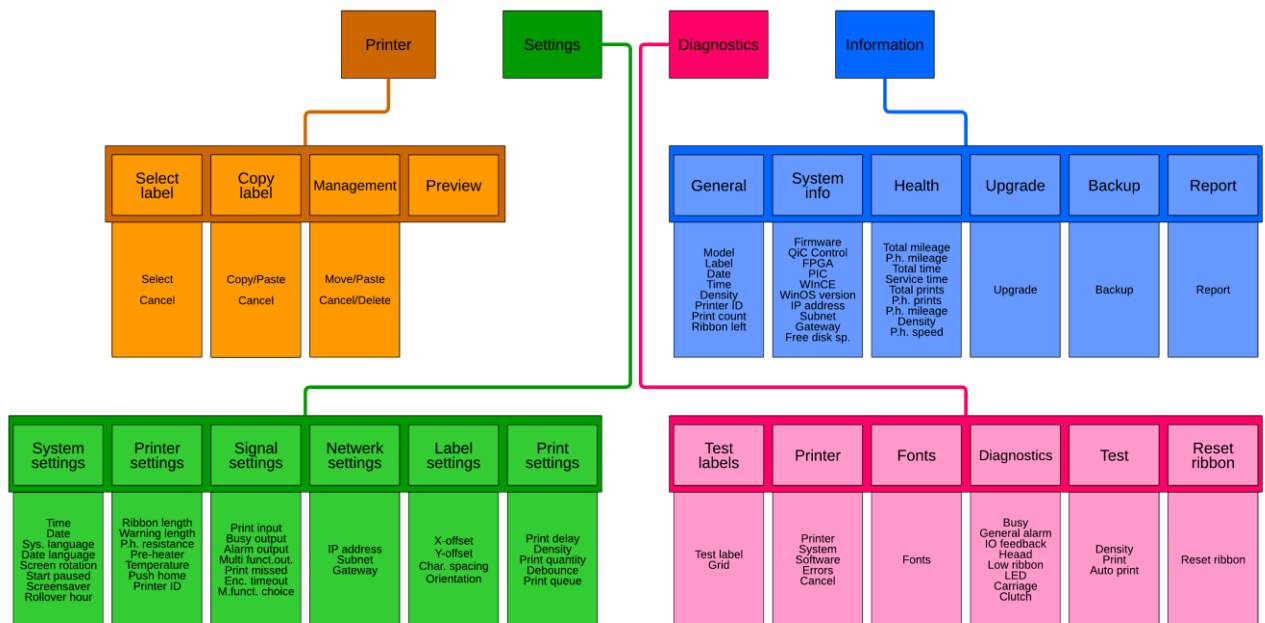 Printer
Settings
Diagnostics
Information
Select
label
Copy
label
Management
Preview
Select
Cancel
Copy/Paste
Cancel
Move/Paste
Cancel/Delete
General
System
info
Health
Upgrade
Backup
Report
Model
Label
Date
Time
Density
Printer ID
Print count
Ribbon left
Firmware
QiC Control
FPGA
PIC
WInCE
WinOS version
IP address
Subnet
Gateway
Free disk sp.
Total mileage
P.h. mileage
Total time
Service time
Total prints
P.h. prints
P.h. mileage
Density
P.h. speed
Upgrade
Backup
Report
System
settings
Printer
settings
Signal
settings
Netwerk
settings
Label
settings
Print
settings
Time
Date
Sys. language
Date language
Screen rotation
Start paused
Screensaver
Rollover hour
Ribbon length
Warning length
P.h. resistance
Pre-heater
Temperature
Push home
Printer ID
Print input
Busy output
Alarm output
Multi funct.out.
Print missed
Enc. timeout
M.funct. choice
IP address
Subnet
Gateway
X-offset
Y-offset
Char. spacing
Orientation
Print delay
Density
Print quantity
Debounce
Print queue
Test
labels
Printer
Fonts
Diagnostics
Test
Reset
ribbon
Test label
Grid
Printer
System
Software
Errors
Cancel
Fonts
Busy
General alarm
IO feedback
Heaad
Low ribbon
LED
Carriage
Clutch
Density
Print
Auto print
Reset ribbon